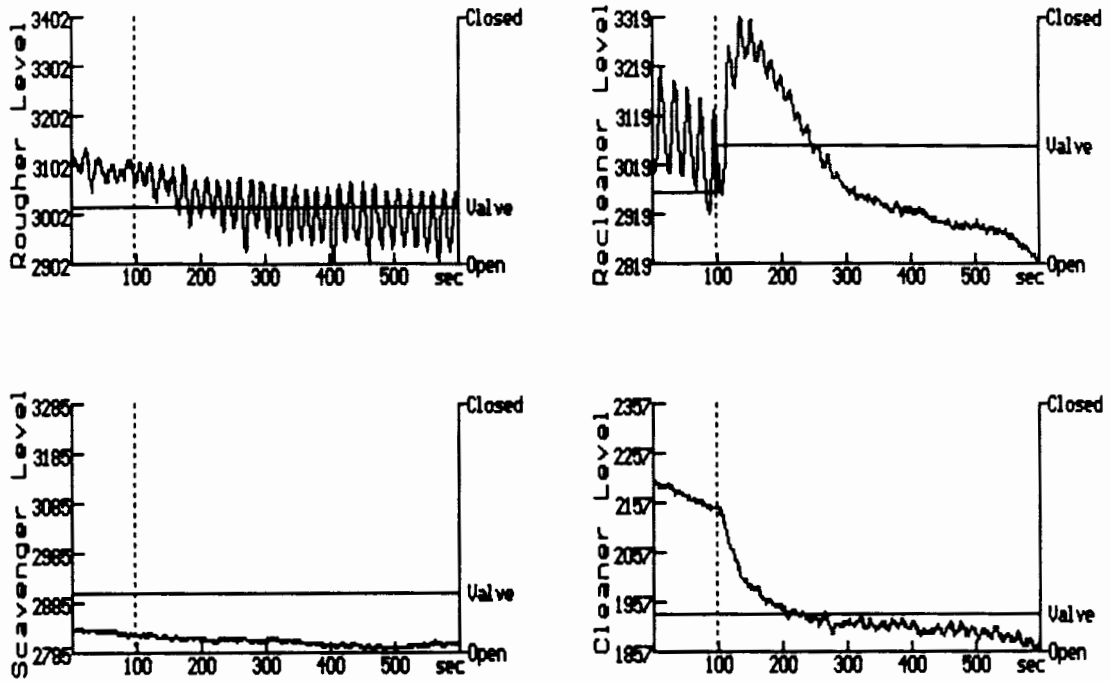 Rougher Level
3402
3302
3202
3102
3002
2902
100 200 300 400 500 sec
Closed
Valve
Open
Recleaner Level
3319
3219
3119
3019
2919
2819
100 200 300 400 500 sec
Closed
Valve
Open
Scavenger Level
3285
3185
3085
2985
2885
2785
100 200 300 400 500 sec
Closed
Valve
Open
Cleaner Level
2357
2257
2157
2057
1957
1857
100 200 300 400 500 sec
Closed
Valve
Open